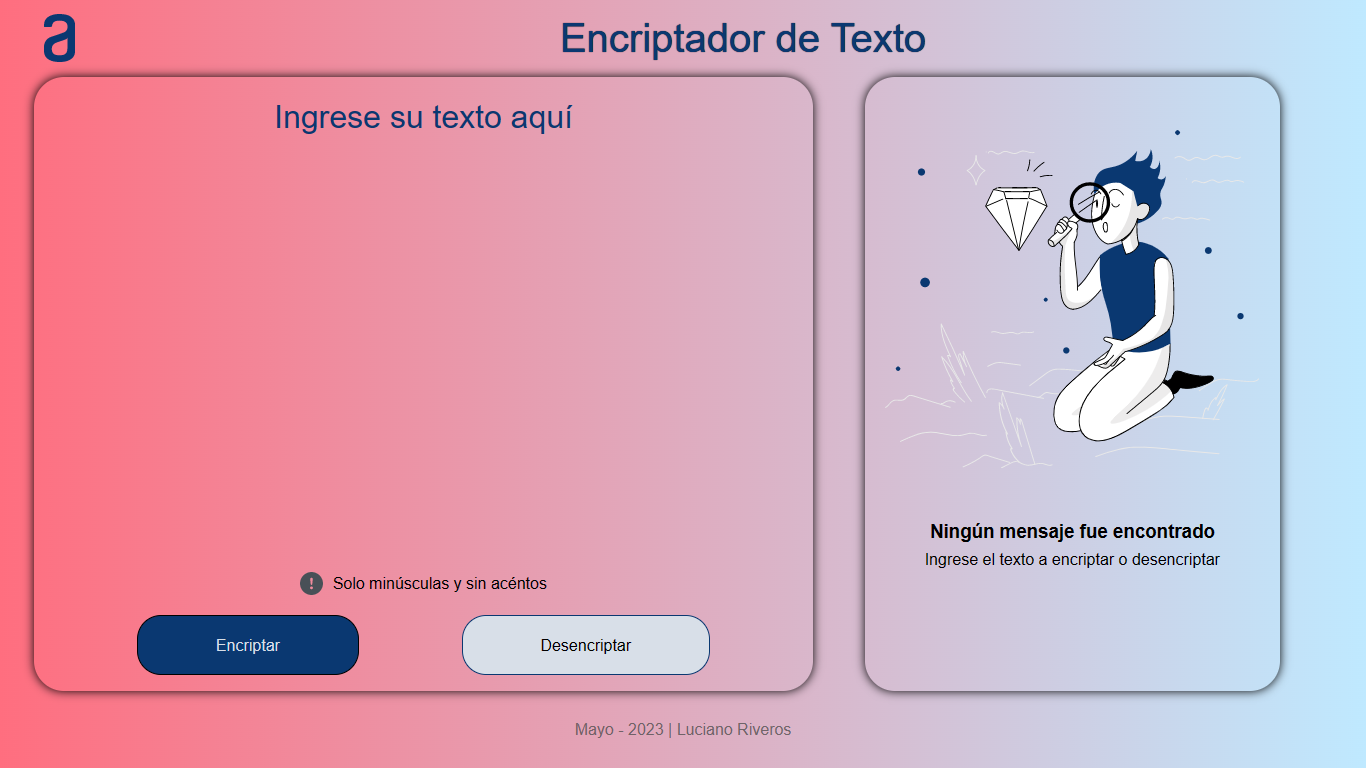 a
Encriptador de Texto
Ingrese su texto aquí
! Solo minúsculas y sin acéntos
Encriptar
Desencriptar
Ningún mensaje fue encontrado
Ingrese el texto a encriptar o desencriptar
Mayo - 2023 | Luciano Riveros